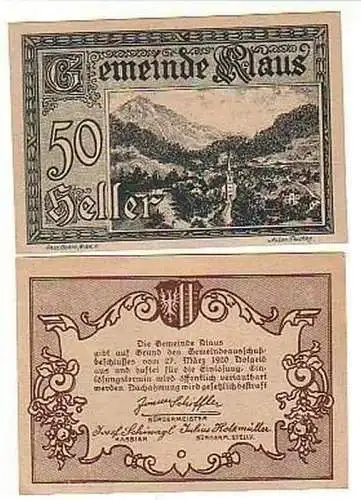 Gemeinde Klaus
50
Heller
Die Gemeinde Klaus
gibt auf Grund des Gemeindeausschuß-
beschlusses vom 27. März 1920 Notgeld
aus und haftet für die Einlösung. Ein-
lösungstermin wird öffentlich verlautbart
werden Nachahmung wird gesetzlich bestraft
BÜRGERMEISTER
KASSIER BÜRGERM. STELLV.